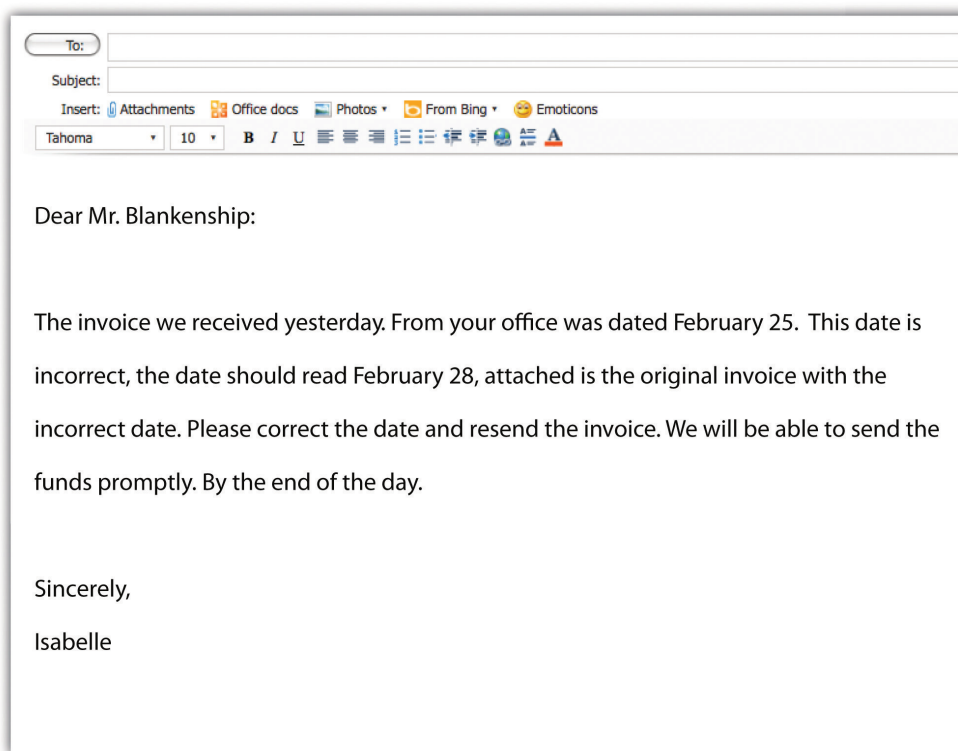 To:
Subject:
Insert: Attachments Office docs Photos From Bing Emoticons
Tahoma 10 B I U A
Dear Mr. Blankenship:
The invoice we received yesterday. From your office was dated February 25. This date is
incorrect, the date should read February 28, attached is the original invoice with the
incorrect date. Please correct the date and resend the invoice. We will be able to send the
funds promptly. By the end of the day.
Sincerely,
Isabelle